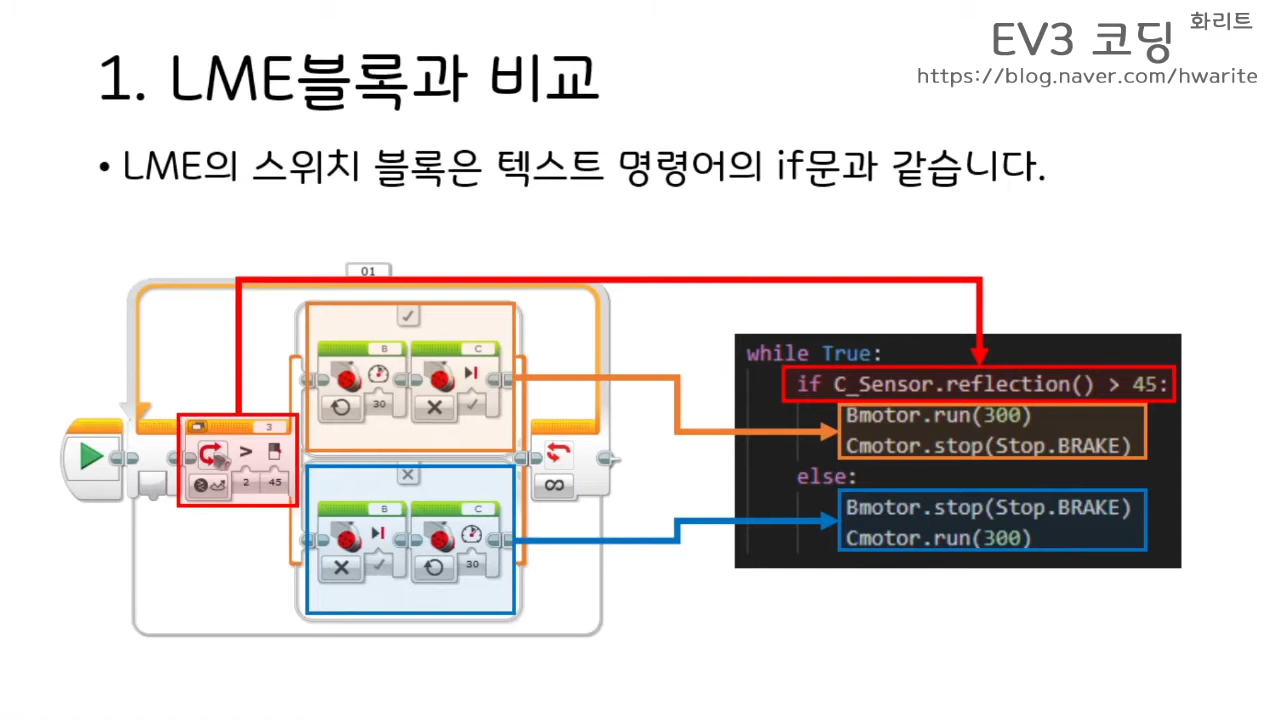 EV3 코딩 화리트
https://blog.naver.com/hwarite
1. LME블록과 비교
• LME의 스위치 블록은 텍스트 명령어의 if문과 같습니다.
01
B C
30
3
2 45
B C
30
while True:
if C_Sensor.reflection() > 45:
Bmotor.run(300)
Cmotor.stop(Stop.BRAKE)
else:
Bmotor.stop(Stop.BRAKE)
Cmotor.run(300)